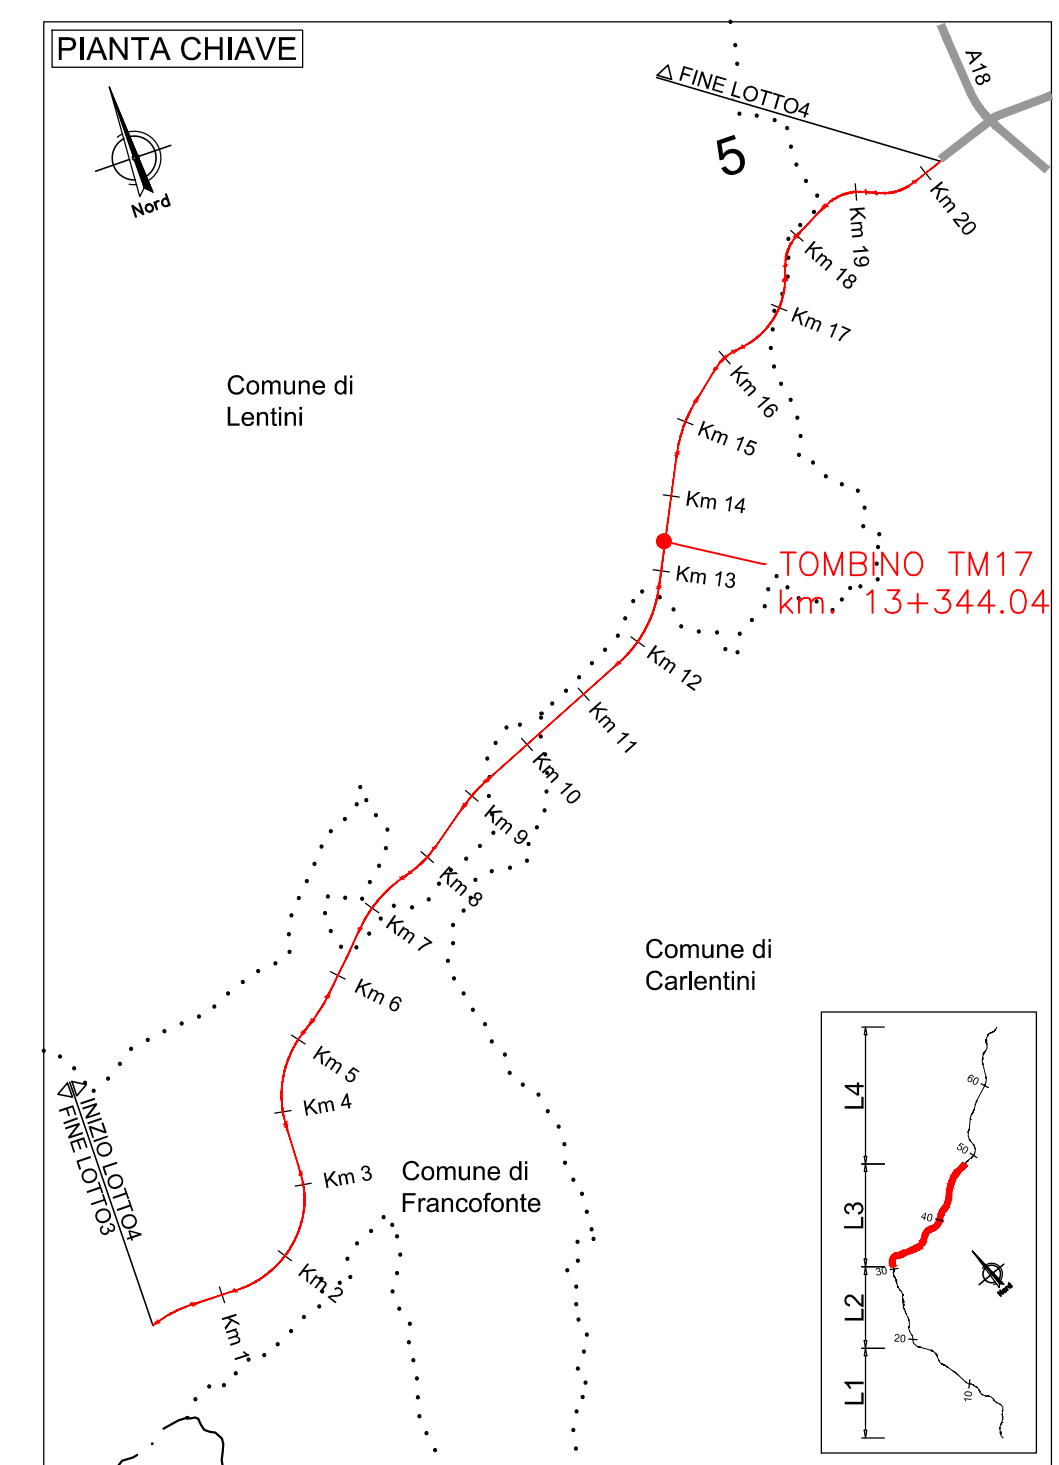 PIANTA CHIAVE
Nord
FINE LOTTO4
A18
5
Km 20
Km 19
Km 18
Km 17
Km 16
Km 15
Km 14
Km 13
TOMBINO TM17
km. 13+344.04
Km 12
Km 11
Km 10
Km 9
Km 8
Km 7
Km 6
Km 5
Km 4
Km 3
Km 2
Km 1
Comune di
Lentini
Comune di
Carlentini
Comune di
Francofonte
INIZIO LOTTO4
FINE LOTTO3
L4
L3
L2
L1
60
50
40
30
20
10